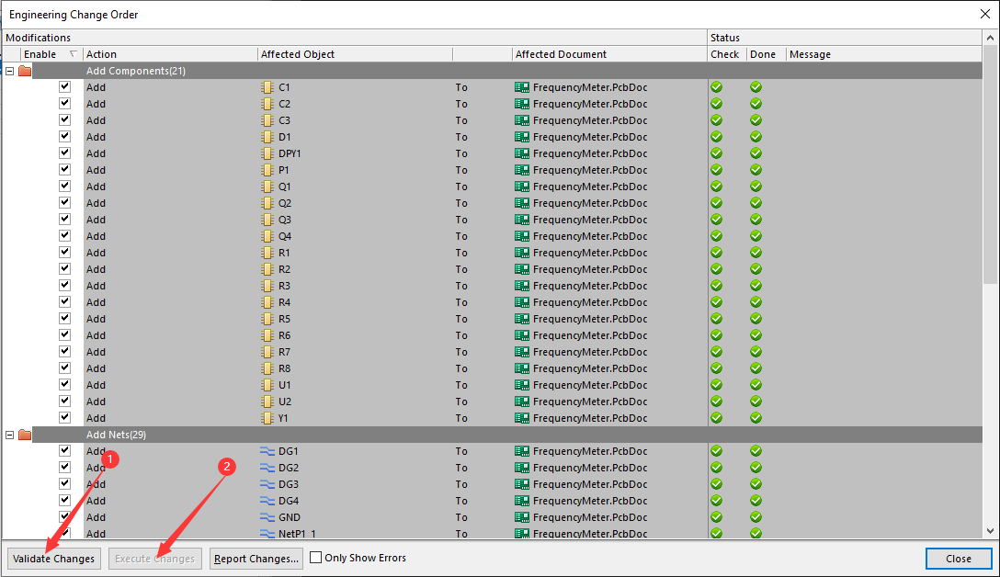 Engineering Change Order
Modifications Status
Enable Action Affected Object Affected Document Check Done Message
Add Components(21)
Add C1 To FrequencyMeter.PcbDoc
Add C2 To FrequencyMeter.PcbDoc
Add C3 To FrequencyMeter.PcbDoc
Add D1 To FrequencyMeter.PcbDoc
Add DPY1 To FrequencyMeter.PcbDoc
Add P1 To FrequencyMeter.PcbDoc
Add Q1 To FrequencyMeter.PcbDoc
Add Q2 To FrequencyMeter.PcbDoc
Add Q3 To FrequencyMeter.PcbDoc
Add Q4 To FrequencyMeter.PcbDoc
Add R1 To FrequencyMeter.PcbDoc
Add R2 To FrequencyMeter.PcbDoc
Add R3 To FrequencyMeter.PcbDoc
Add R4 To FrequencyMeter.PcbDoc
Add R5 To FrequencyMeter.PcbDoc
Add R6 To FrequencyMeter.PcbDoc
Add R7 To FrequencyMeter.PcbDoc
Add R8 To FrequencyMeter.PcbDoc
Add U1 To FrequencyMeter.PcbDoc
Add U2 To FrequencyMeter.PcbDoc
Add Y1 To FrequencyMeter.PcbDoc
Add Nets(29)
Add DG1 To FrequencyMeter.PcbDoc
1 2
Add DG2 To FrequencyMeter.PcbDoc
Add DG3 To FrequencyMeter.PcbDoc
Add DG4 To FrequencyMeter.PcbDoc
Add GND To FrequencyMeter.PcbDoc
Add NetP1_1 To FrequencyMeter.PcbDoc
Validate Changes Execute Changes Report Changes... Only Show Errors Close